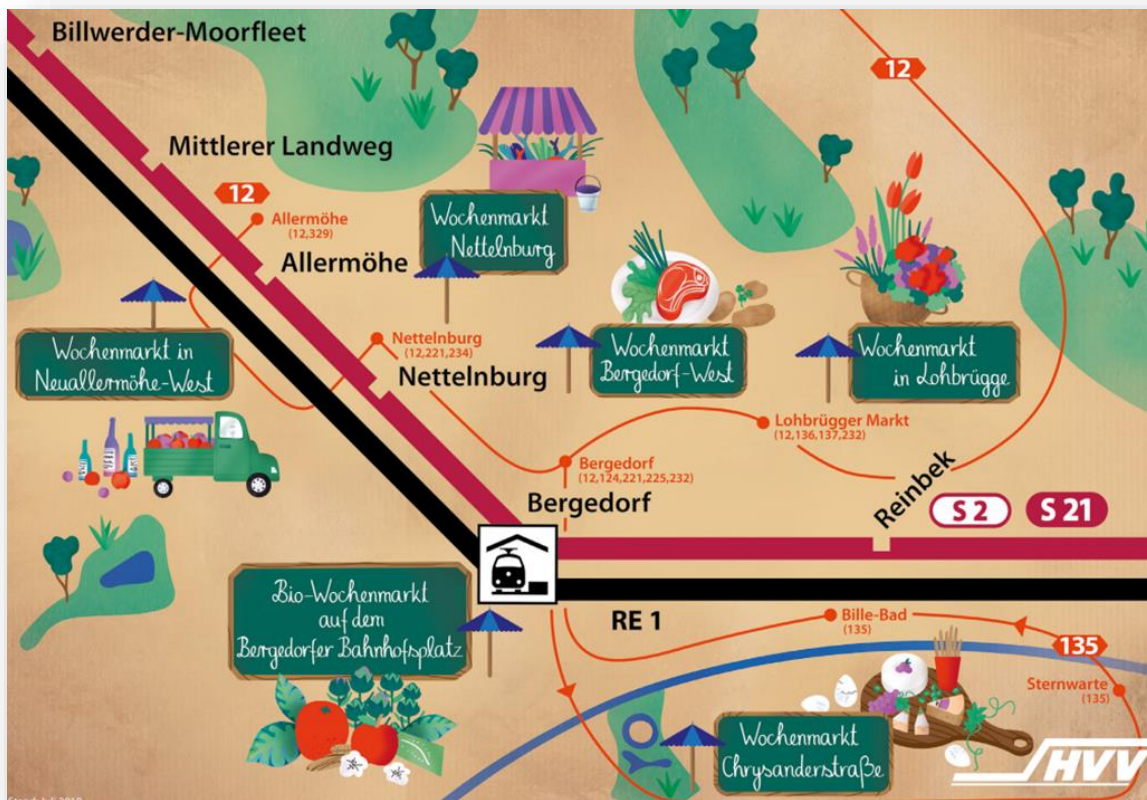 Billwerder-Moorfleet
12
Mittlerer Landweg
12
Allermöhe
(12,329)
Wochenmarkt
Nettelnburg
Allermöhe
Nettelnburg
(12,221,234)
Wochenmarkt in
Neuallermöhe-West
Wochenmarkt
Bergedorf-West
Wochenmarkt
in Lohbrügge
Nettelnburg
Lohbrügger Markt
(12,136,137,232)
Bergedorf
(12,124,221,225,232)
Bergedorf
Reinbek
S 2
S 21
Bio-Wochenmarkt
auf dem
Bergedorfer Bahnhofsplatz
RE 1
Bille-Bad
(135)
135
Sternwarte
(135)
Wochenmarkt
Chrysanderstraße
HVV